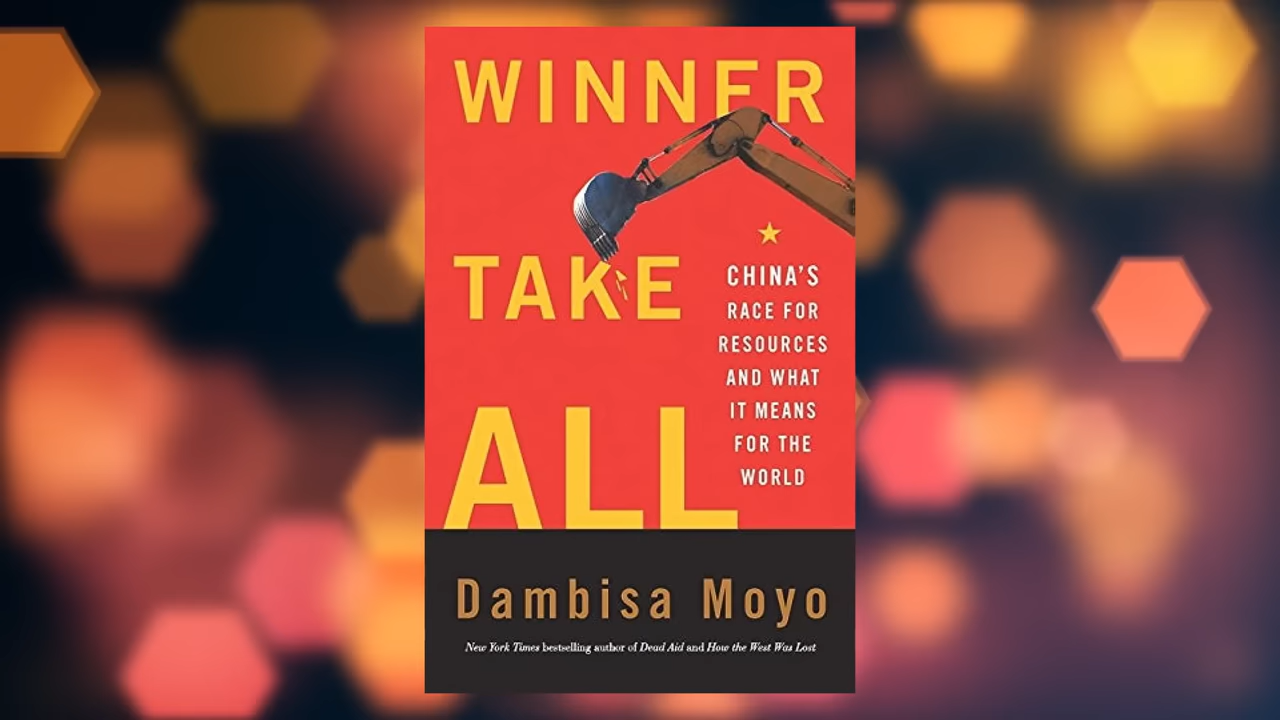 WINNER
TAKE
ALL
CHINA'S
RACE FOR
RESOURCES
AND WHAT
IT MEANS
FOR THE
WORLD
Dambisa Moyo
New York Times bestselling author of Dead Aid and How the West Was Lost